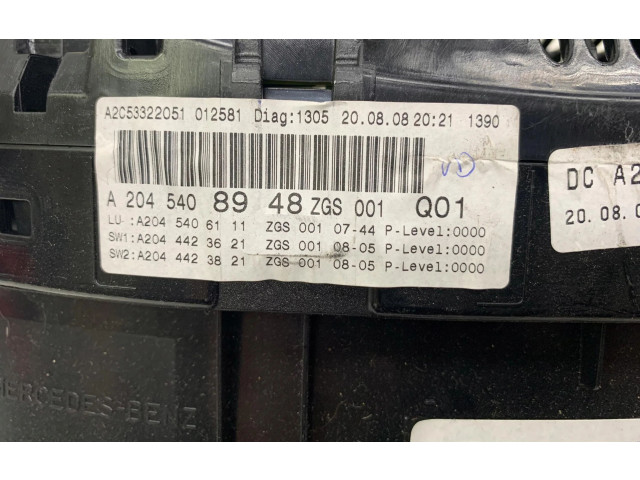 A2C53322051 012581 Diag:1305 20.08.08 20:21 1390
VD
A 204 540 89 48 ZGS 001 Q01
LU :A204 540 61 11 ZGS 001 07-44 P-Level:0000
SW1:A204 442 36 21 ZGS 001 08-05 P-Level:0000
SW2:A204 442 38 21 ZGS 001 08-05 P-Level:0000
DC A2
20.08.0
MERCEDES-BENZ